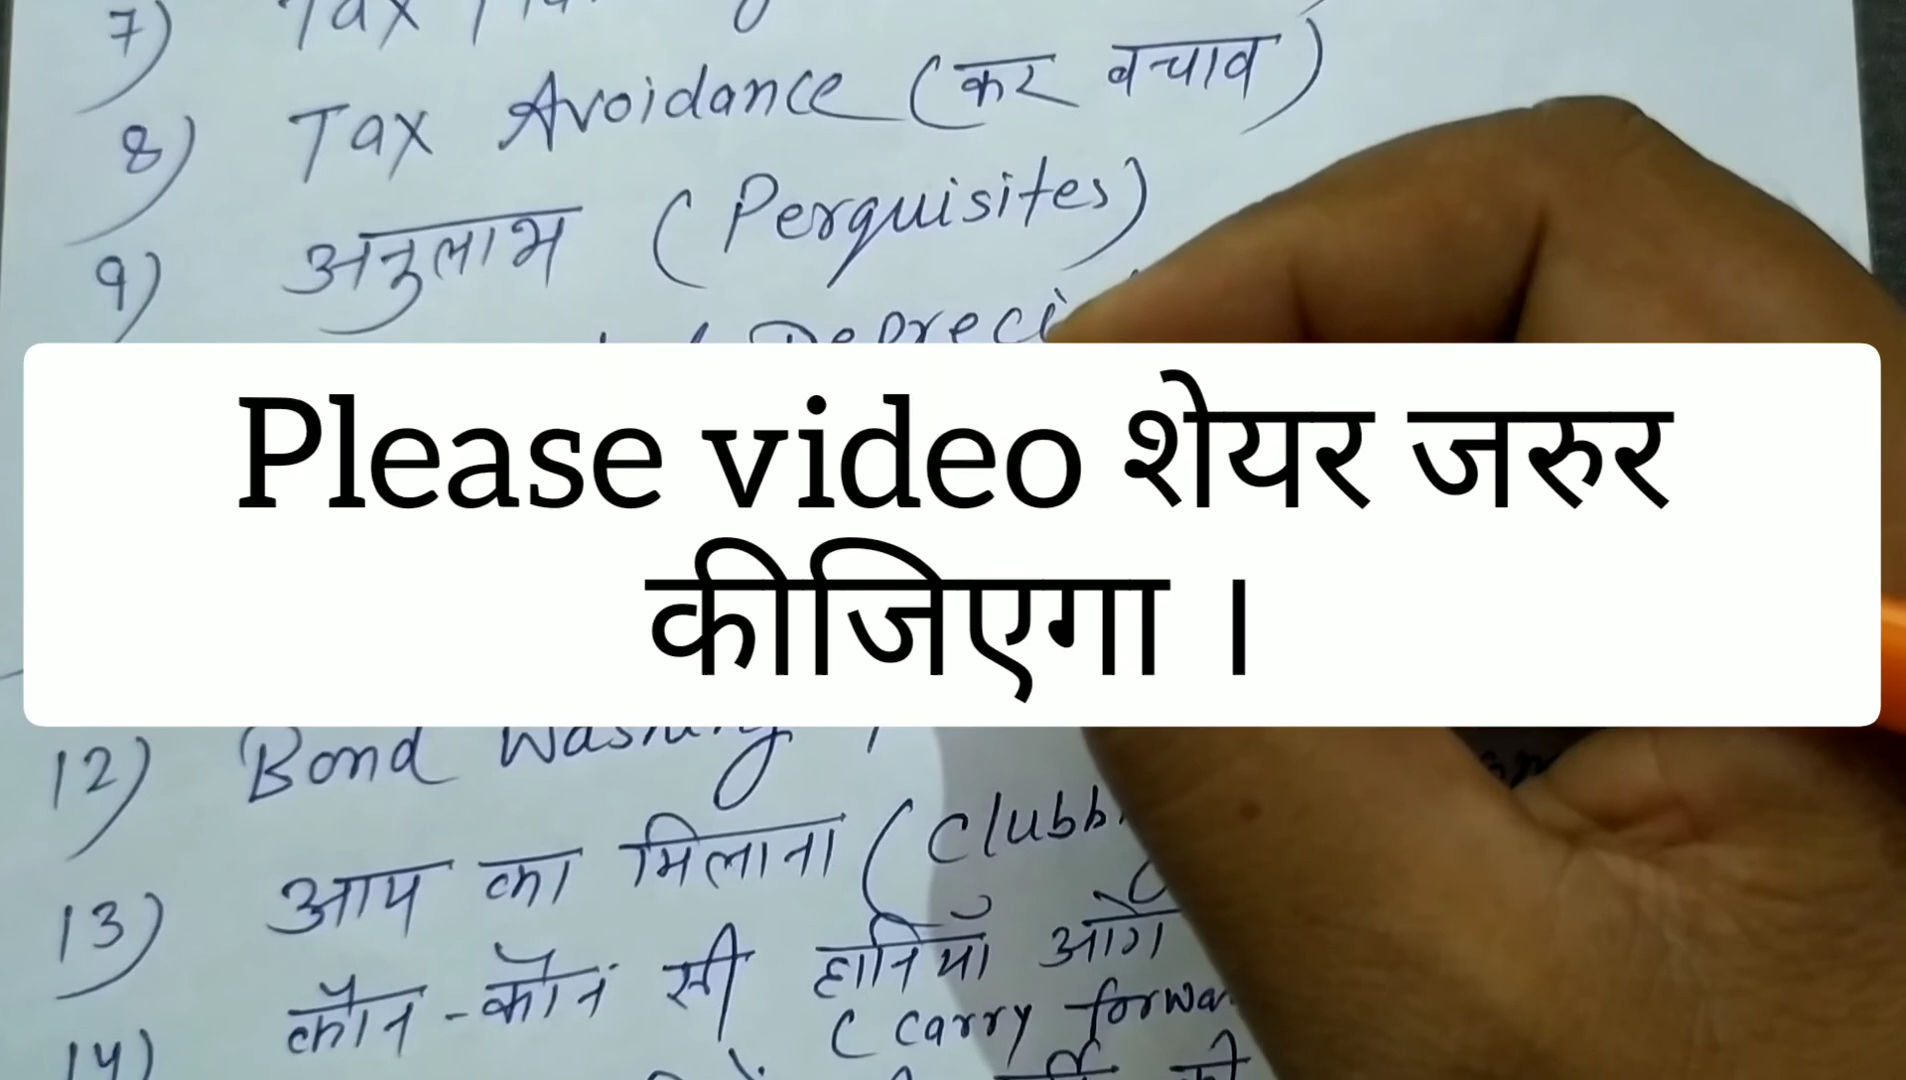 7) Tax
8) Tax Avoidance (कर बचाव)
9) अनुलाभ (Perquisites)
Please video शेयर जरुर
कीजिएगा ।
12) Bond Washing
13) आय का मिलाना (Clubb
14) कौन-कौन सी हानियाँ आगे
(Carry forwa